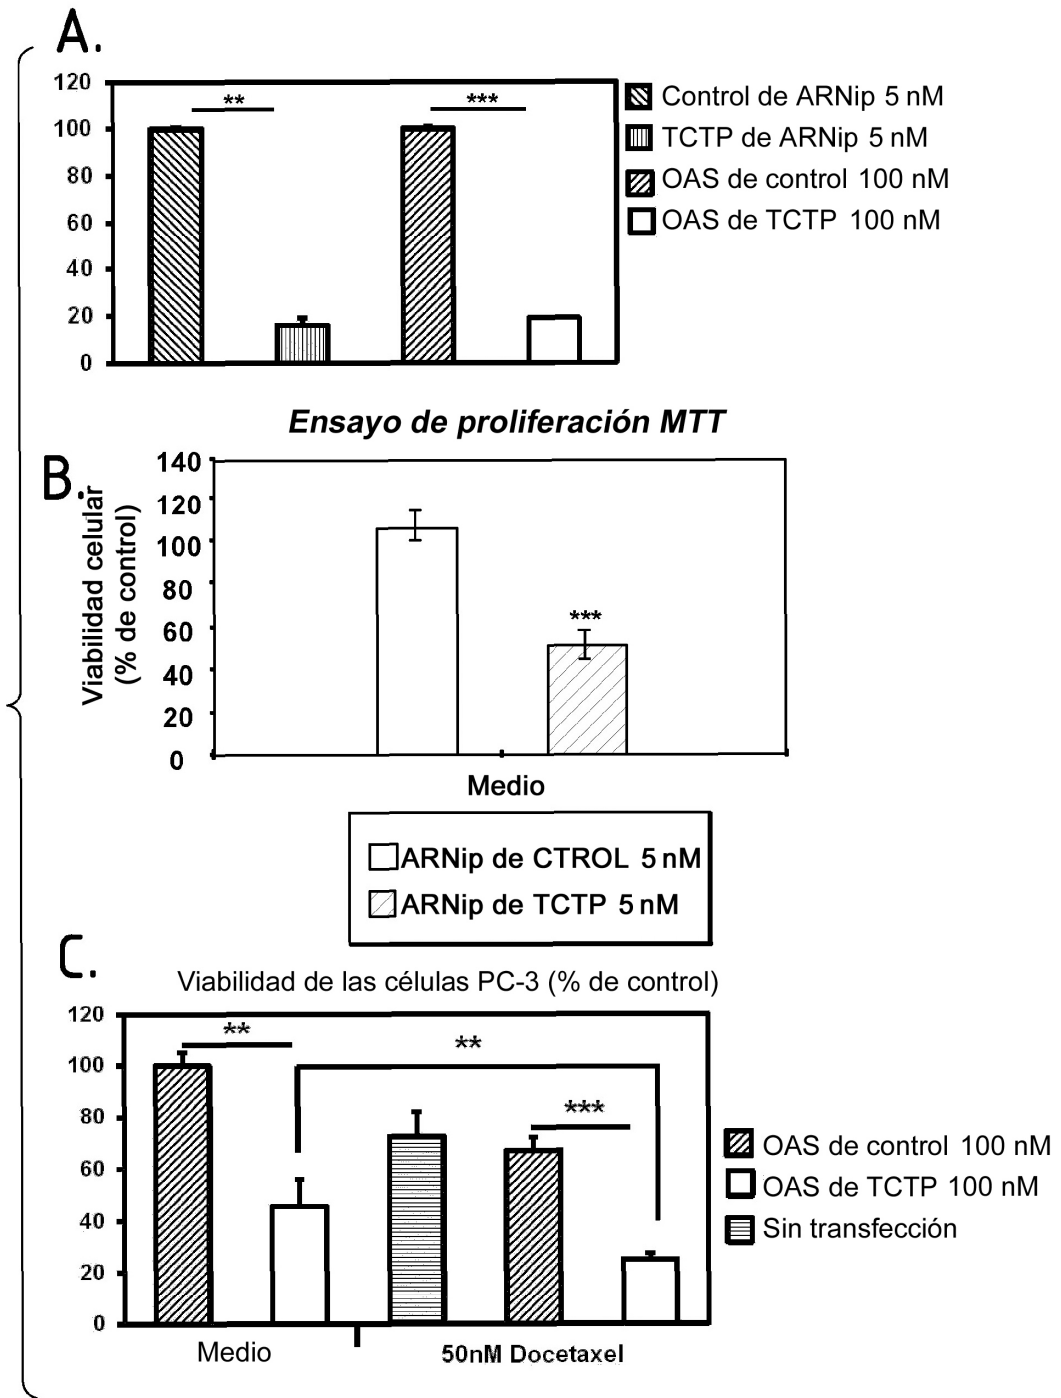 A.
120
100
80
60
40
20
0
**
***
Control de ARNip 5 nM
TCTP de ARNip 5 nM
OAS de control 100 nM
OAS de TCTP 100 nM
Ensayo de proliferación MTT
B.
Viabilidad celular
(% de control)
140
120
100
80
60
40
20
0
***
Medio
ARNip de CTROL 5 nM
ARNip de TCTP 5 nM
C.
Viabilidad de las células PC-3 (% de control)
120
100
80
60
40
20
0
**
**
***
OAS de control 100 nM
OAS de TCTP 100 nM
Sin transfección
Medio
50nM Docetaxel